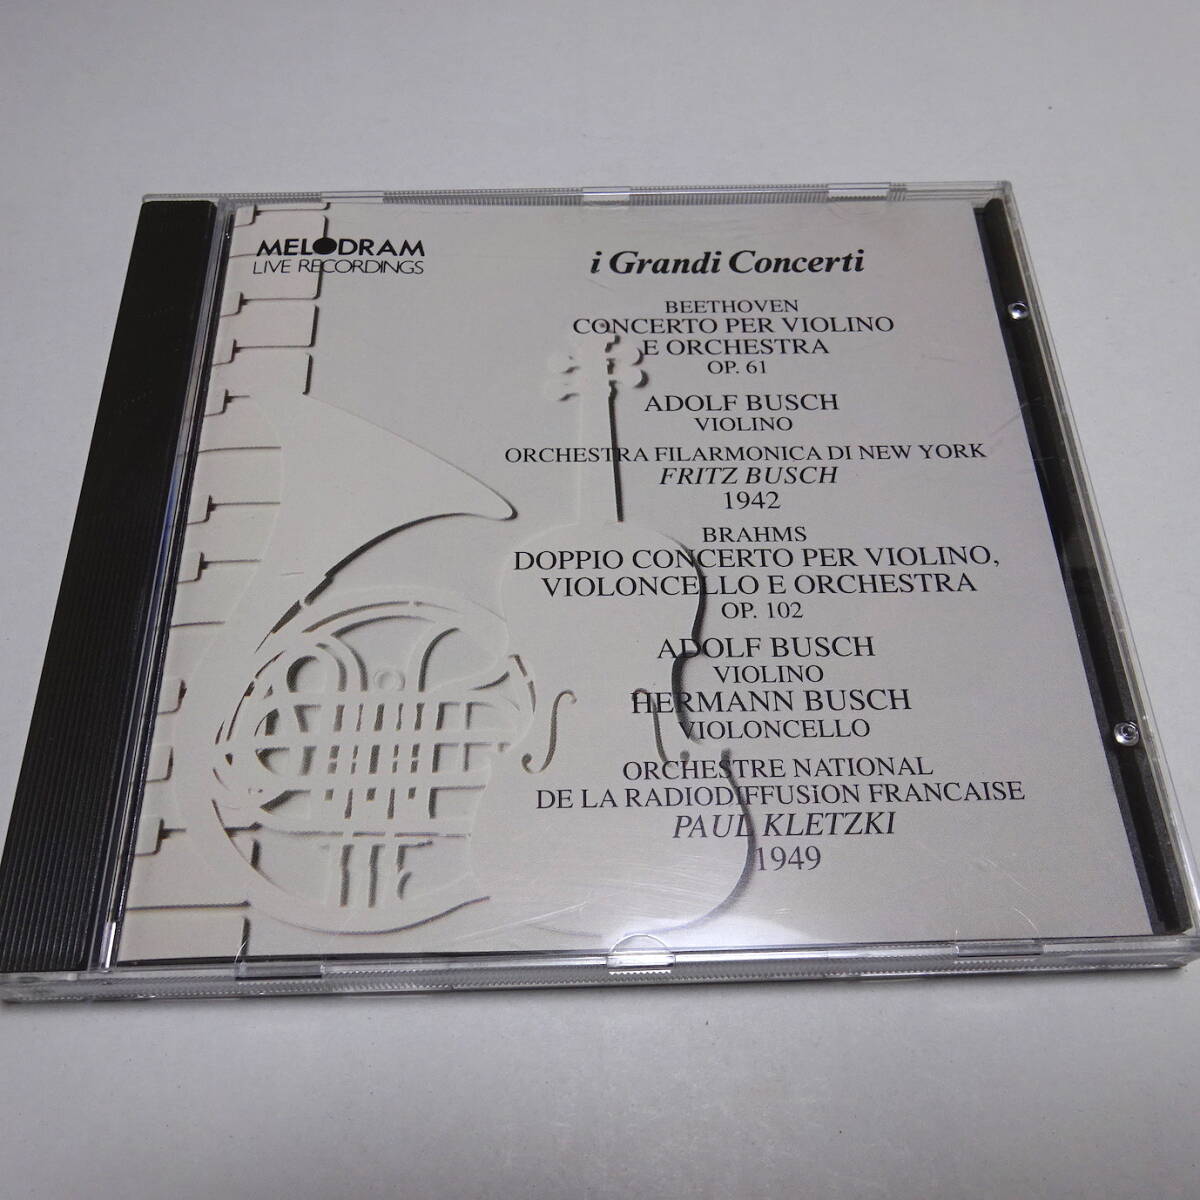 MELODRAM
LIVE RECORDINGS
i Grandi Concerti
BEETHOVEN
CONCERTO PER VIOLINO
E ORCHESTRA
OP. 61
ADOLF BUSCH
VIOLINO
ORCHESTRA FILARMONICA DI NEW YORK
FRITZ BUSCH
1942
BRAHMS
DOPPIO CONCERTO PER VIOLINO,
VIOLONCELLO E ORCHESTRA
OP. 102
ADOLF BUSCH
VIOLINO
HERMANN BUSCH
VIOLONCELLO
ORCHESTRE NATIONAL
DE LA RADIODIFFUSiON FRANCAISE
PAUL KLETZKI
1949